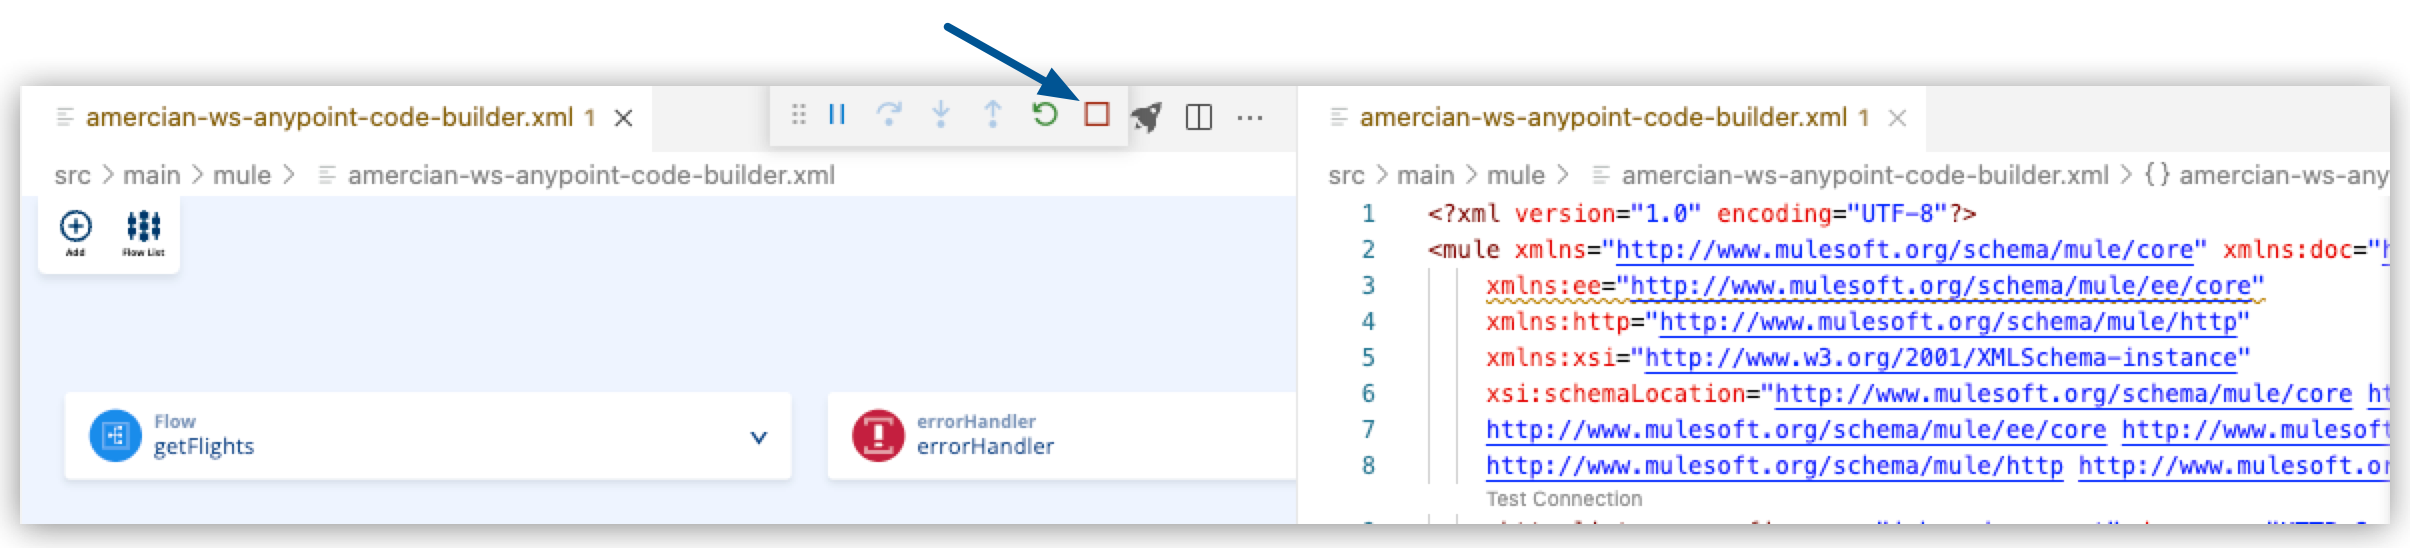 amercian-ws-anypoint-code-builder.xml 1
src > main > mule > amercian-ws-anypoint-code-builder.xml
Add
Flow List
Flow
getFlights
errorHandler
errorHandler
amercian-ws-anypoint-code-builder.xml 1
src > main > mule > amercian-ws-anypoint-code-builder.xml > {} amercian-ws-any
1 <?xml version="1.0" encoding="UTF-8"?>
2 <mule xmlns="http://www.mulesoft.org/schema/mule/core" xmlns:doc="h
3 xmlns:ee="http://www.mulesoft.org/schema/mule/ee/core"
4 xmlns:http="http://www.mulesoft.org/schema/mule/http"
5 xmlns:xsi="http://www.w3.org/2001/XMLSchema-instance"
6 xsi:schemaLocation="http://www.mulesoft.org/schema/mule/core ht
7 http://www.mulesoft.org/schema/mule/ee/core http://www.mulesoft
8 http://www.mulesoft.org/schema/mule/http http://www.mulesoft.or
Test Connection